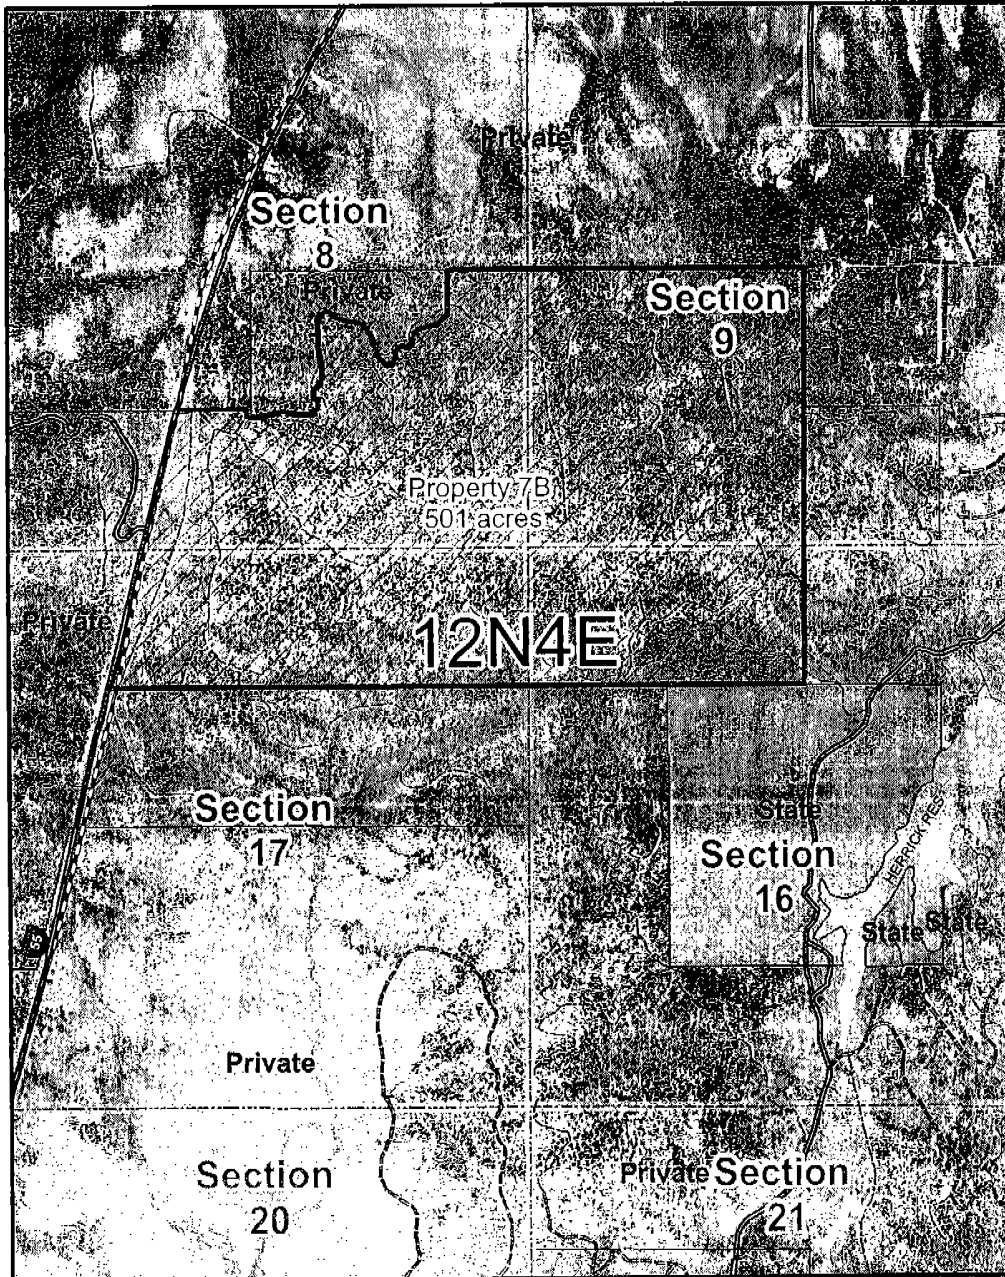 Private
Section
8
Private
Section
9
Property 7B
501 acres
Private
12N4E
Section
17
State
Section
16
HERRICK RES
State
State
55
Private
Section
20
Private
Section
21